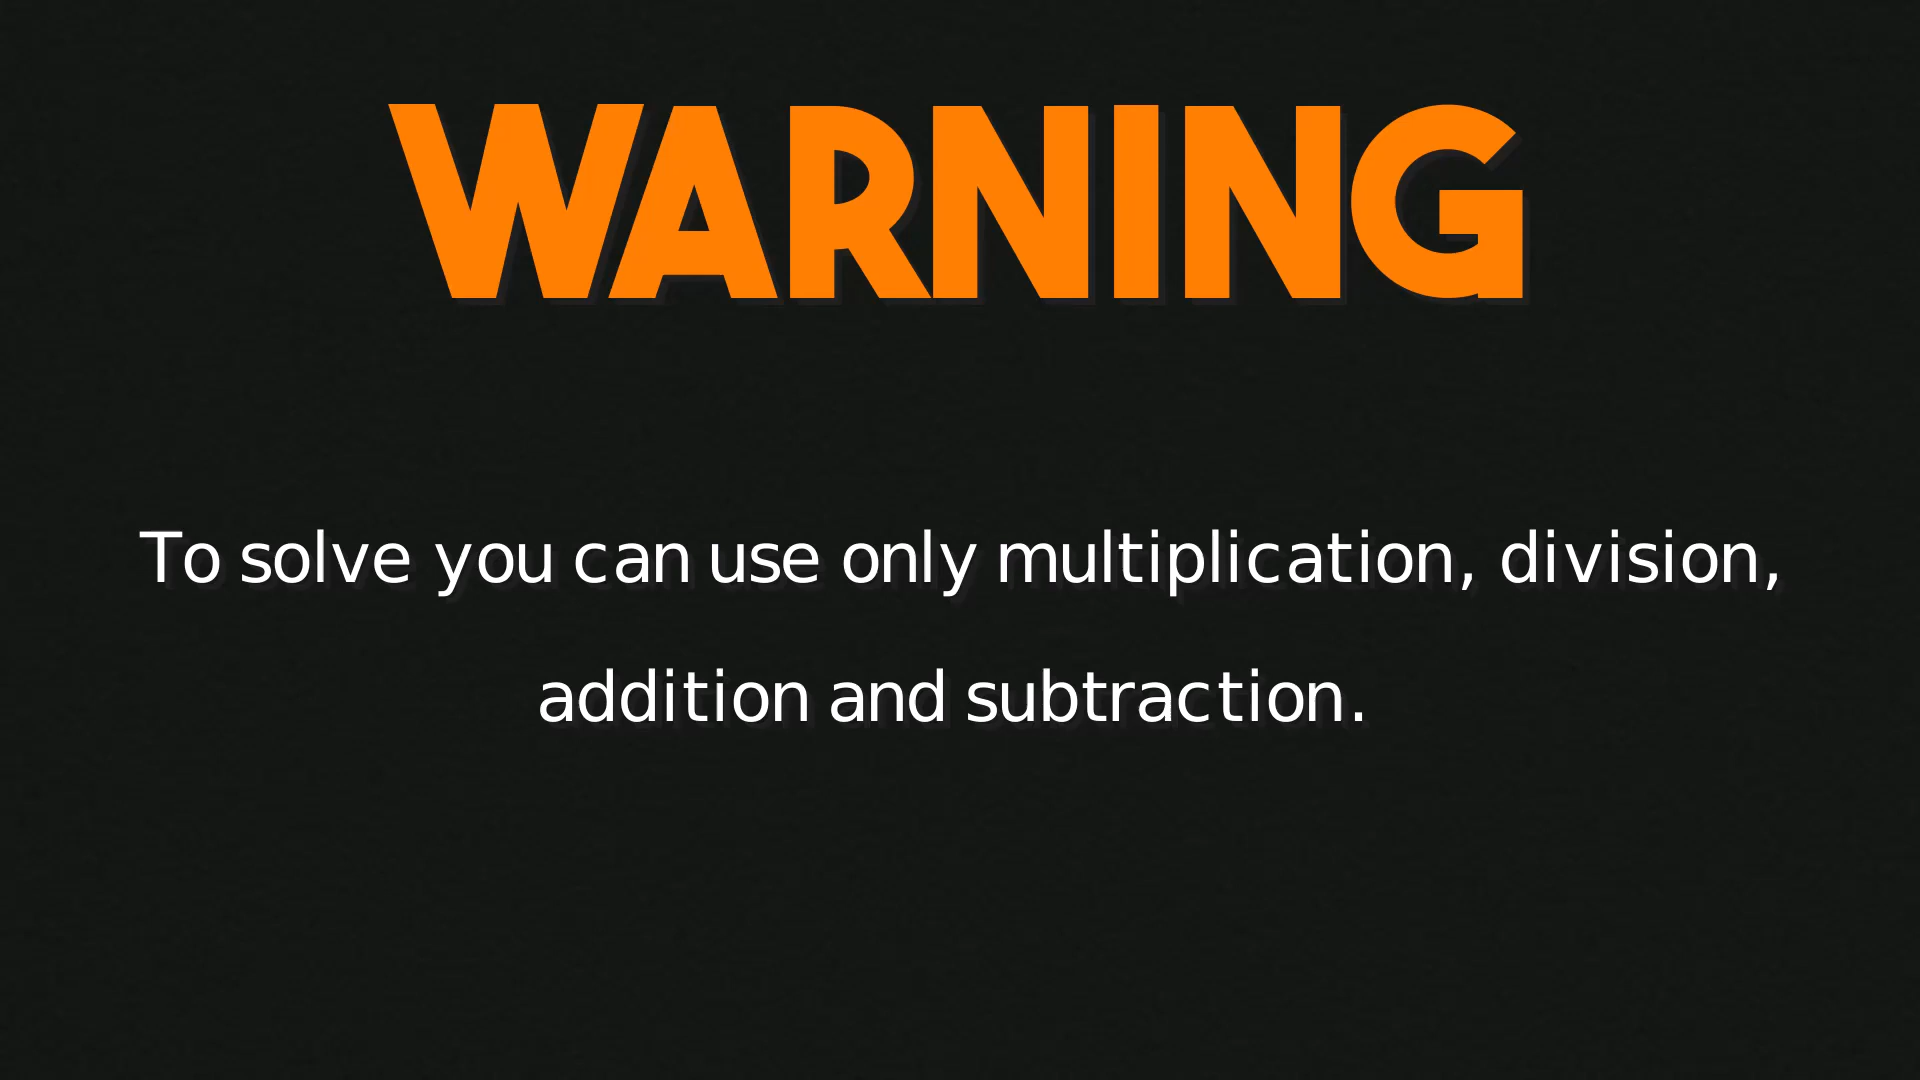 WARNING
To solve you can use only multiplication, division,
addition and subtraction.